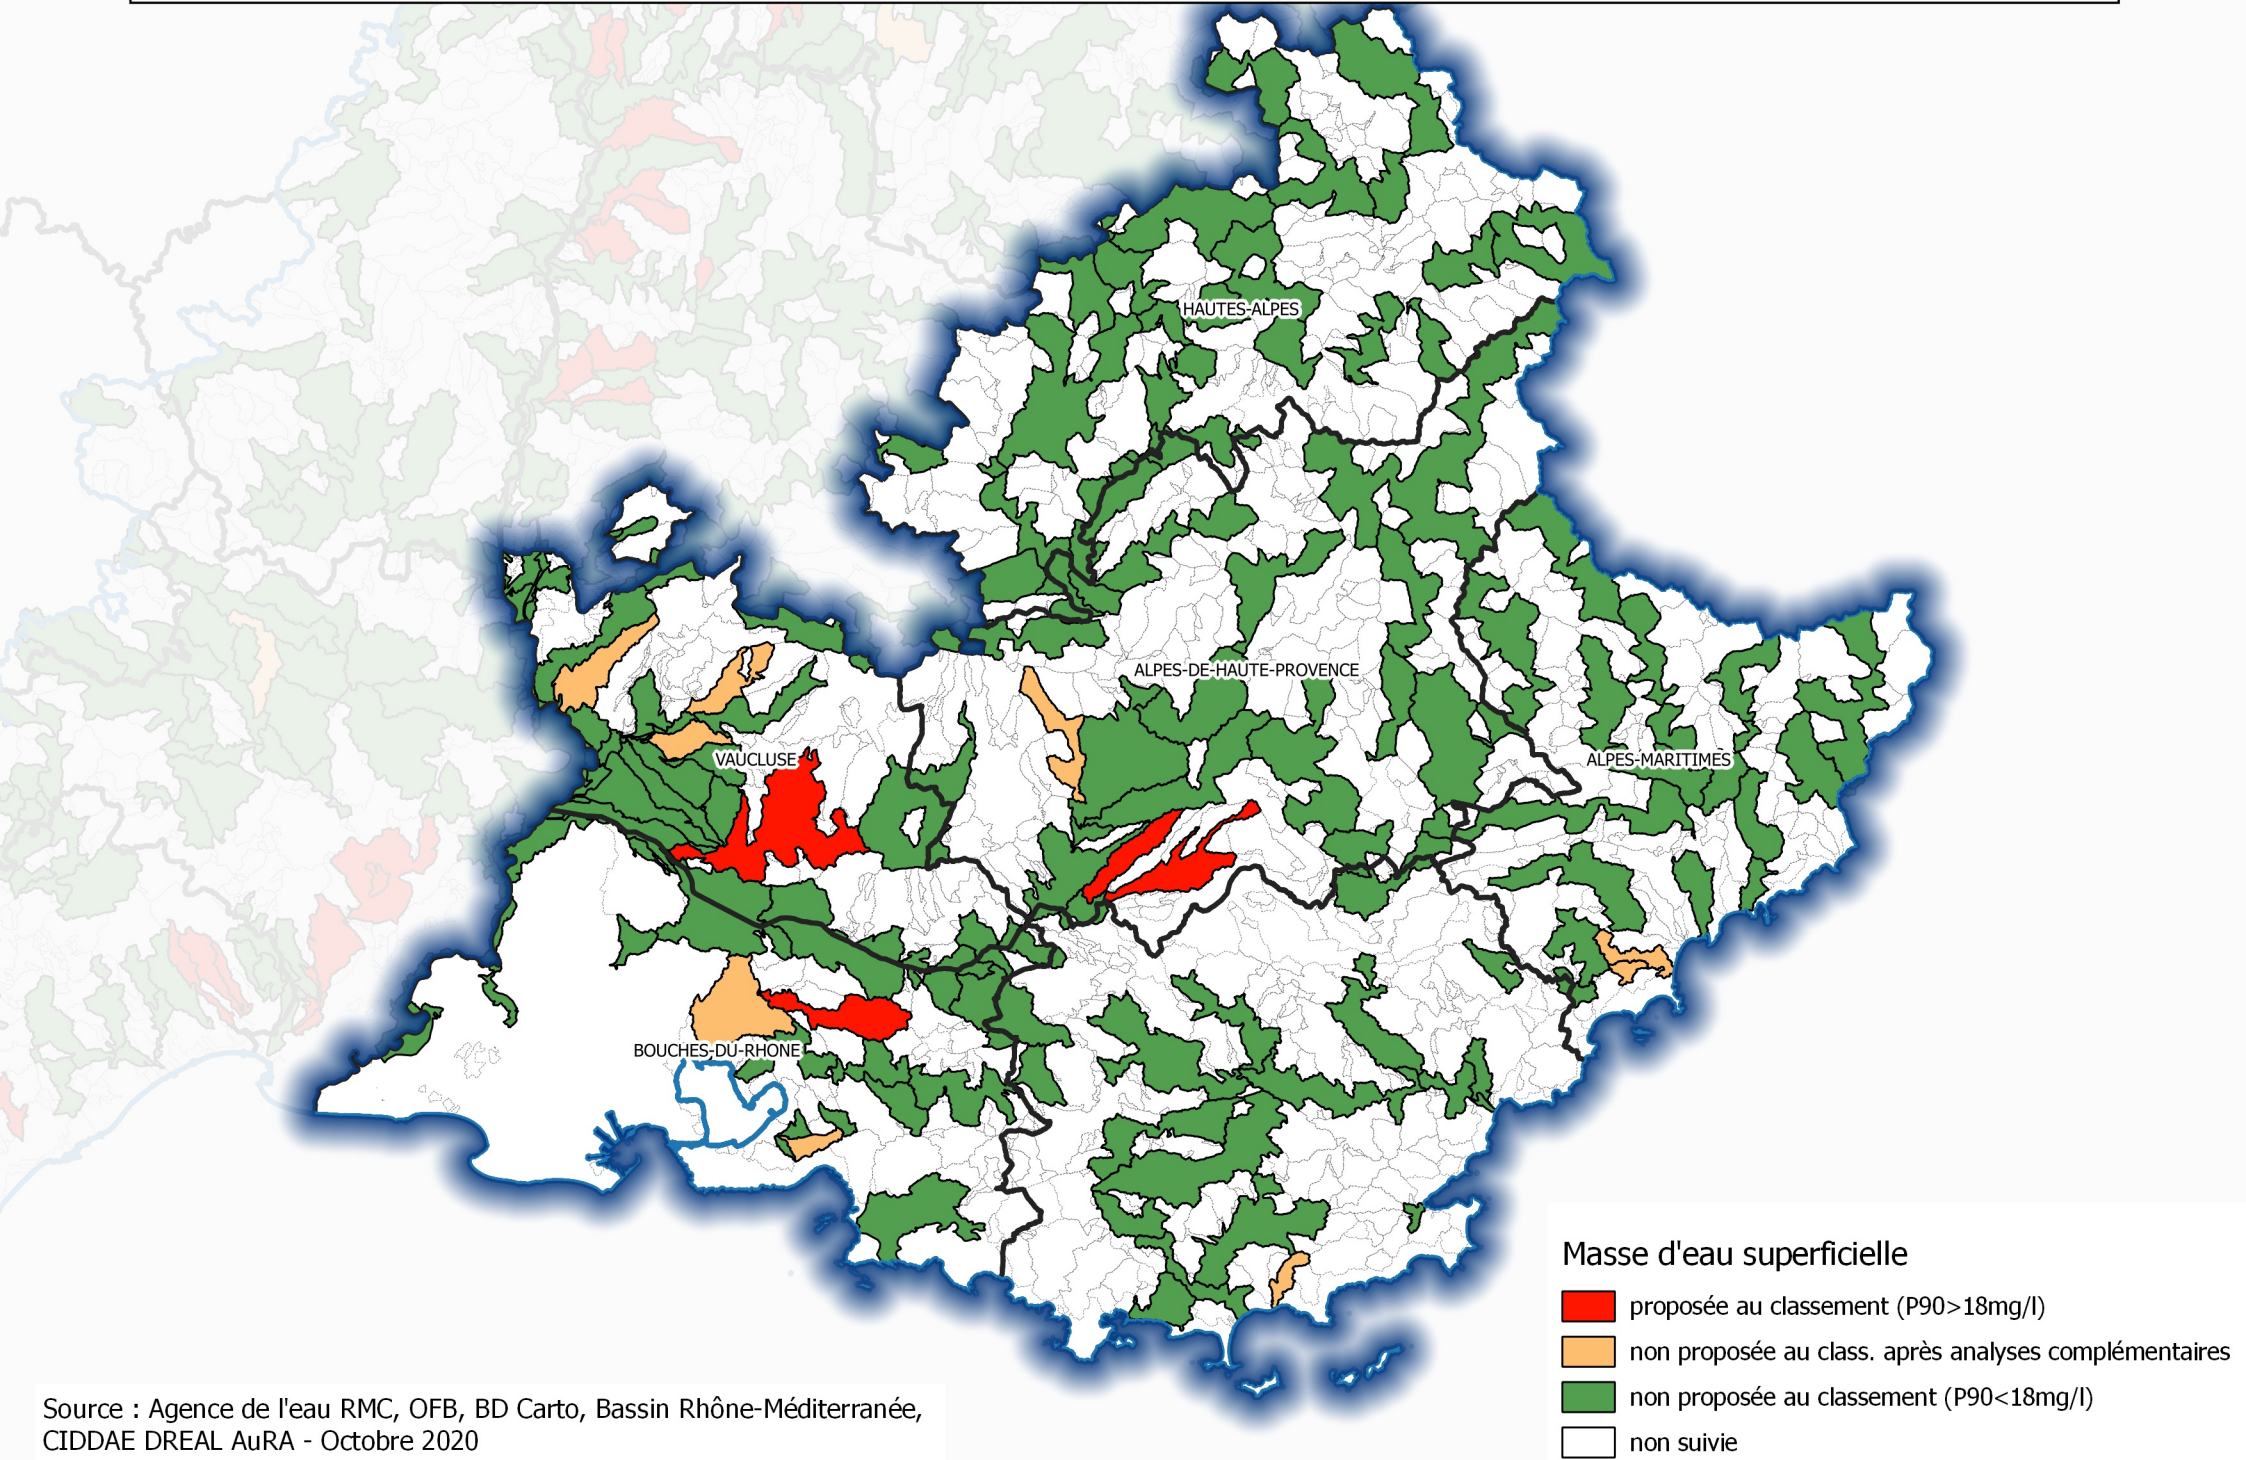 HAUTES-ALPES
ALPES-DE-HAUTE-PROVENCE
VAUCLUSE
ALPES-MARITIMES
BOUCHES-DU-RHONE
Masse d'eau superficielle
proposée au classement (P90>18mg/l)
non proposée au class. après analyses complémentaires
non proposée au classement (P90<18mg/l)
non suivie
Source : Agence de l'eau RMC, OFB, BD Carto, Bassin Rhône-Méditerranée,
CIDDAE DREAL AuRA - Octobre 2020